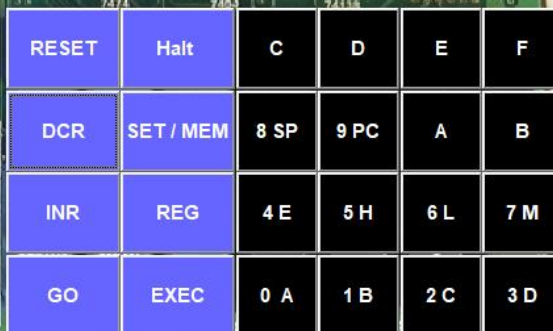 RESET Halt C D E F
DCR SET / MEM 8 SP 9 PC A B
INR REG 4 E 5 H 6 L 7 M
GO EXEC 0 A 1 B 2 C 3 D